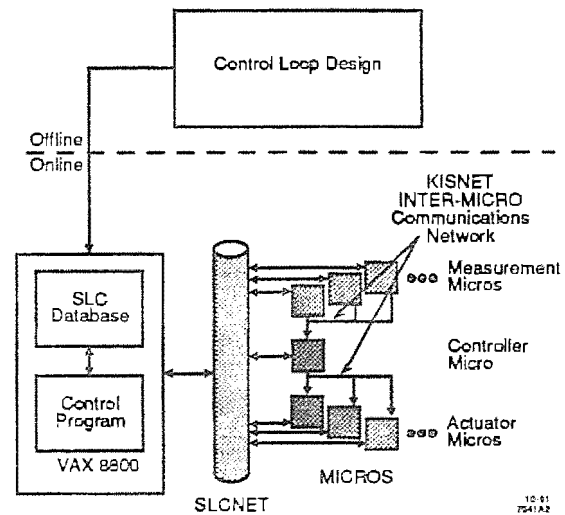 Control Loop Design
Offline
Online
KISNET
INTER-MICRO
Communications
Network
SLC
Database
Control
Program
VAX 8800
SLCNET
Measurement
Micros
Controller
Micro
Actuator
Micros
MICROS
10-91
7041A2